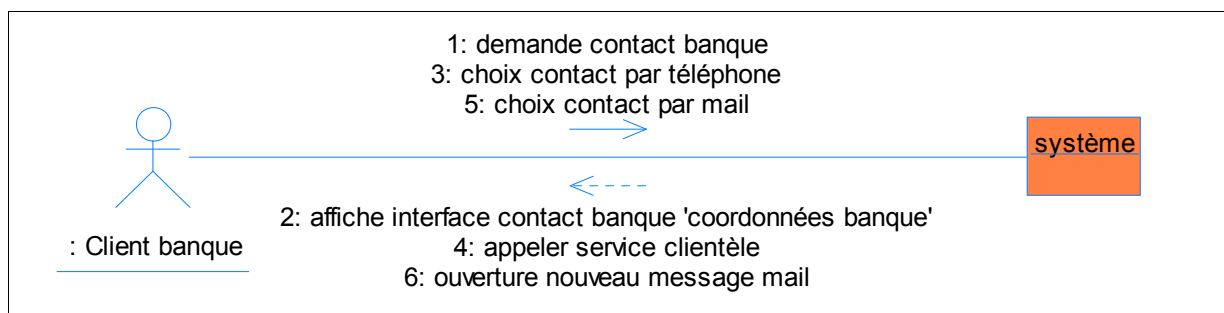 1: demande contact banque
3: choix contact par téléphone
5: choix contact par mail
système
2: affiche interface contact banque 'coordonnées banque'
: Client banque
4: appeler service clientèle
6: ouverture nouveau message mail